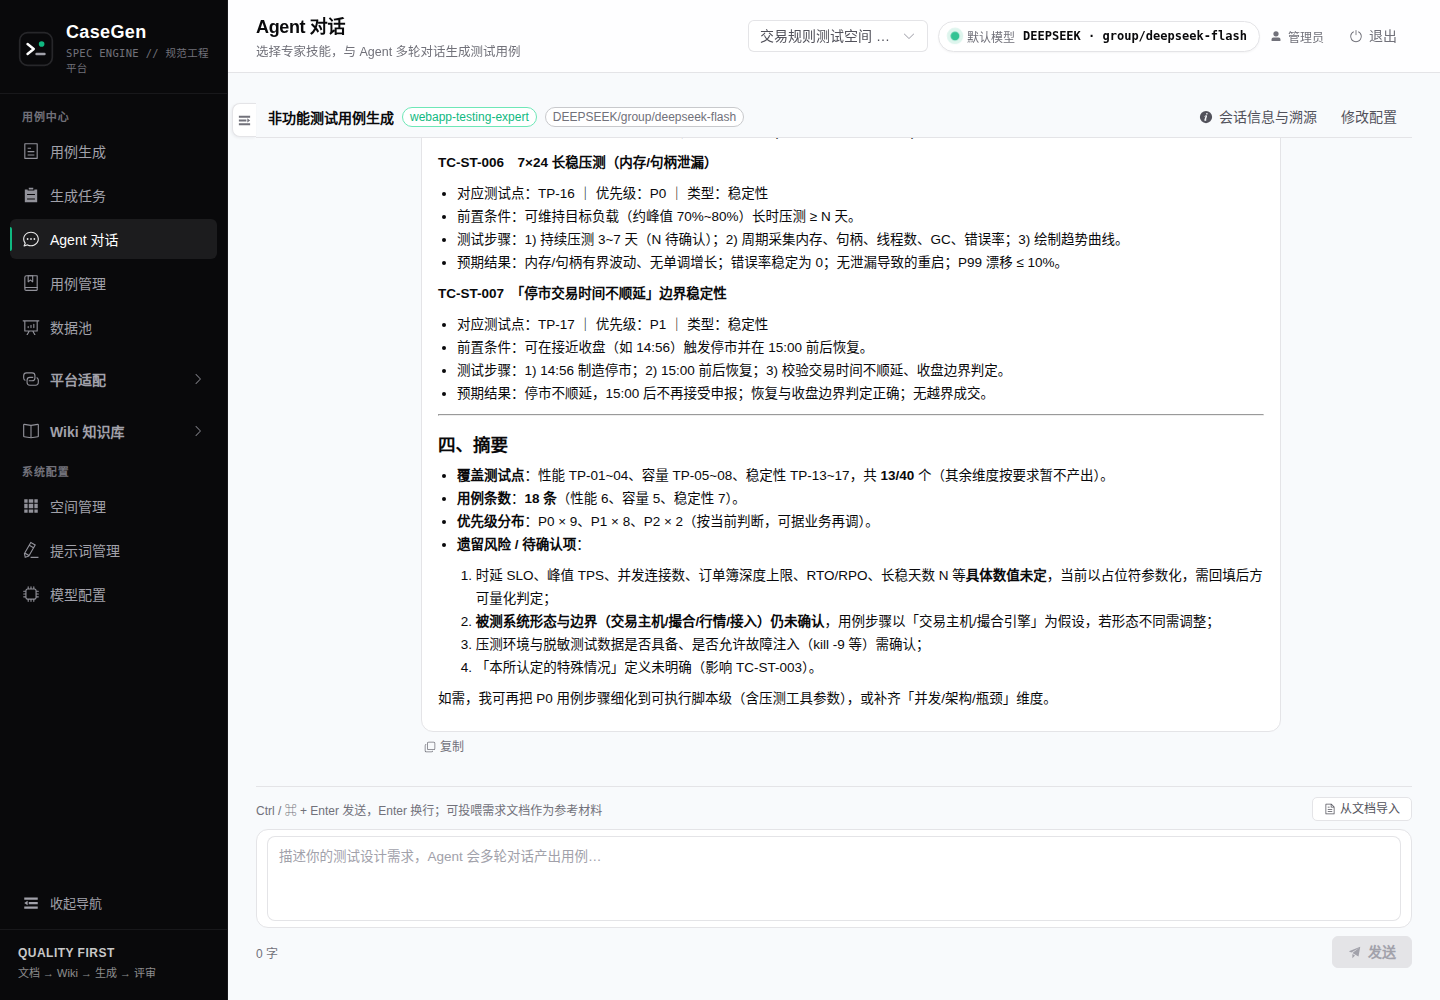 CaseGen
SPEC ENGINE // 规范工程
平台
用例中心
用例生成
生成任务
Agent 对话
用例管理
数据池
平台适配
Wiki 知识库
系统配置
空间管理
提示词管理
模型配置
收起导航
QUALITY FIRST
文档 → Wiki → 生成 → 评审
Agent 对话
选择专家技能，与 Agent 多轮对话生成测试用例
交易规则测试空间 ...
默认模型 DEEPSEEK · group/deepseek-flash
管理员
退出
非功能测试用例生成 webapp-testing-expert DEEPSEEK/group/deepseek-flash
会话信息与溯源 修改配置
TC-ST-006 7×24 长稳压测（内存/句柄泄漏）
• 对应测试点：TP-16 ｜ 优先级：P0 ｜ 类型：稳定性
• 前置条件：可维持目标负载（约峰值 70%~80%）长时压测 ≥ N 天。
• 测试步骤：1) 持续压测 3~7 天（N 待确认）；2) 周期采集内存、句柄、线程数、GC、错误率；3) 绘制趋势曲线。
• 预期结果：内存/句柄有界波动、无单调增长；错误率稳定为 0；无泄漏导致的重启；P99 漂移 ≤ 10%。
TC-ST-007 「停市交易时间不顺延」边界稳定性
• 对应测试点：TP-17 ｜ 优先级：P1 ｜ 类型：稳定性
• 前置条件：可在接近收盘（如 14:56）触发停市并在 15:00 前后恢复。
• 测试步骤：1) 14:56 制造停市；2) 15:00 前后恢复；3) 校验交易时间不顺延、收盘边界判定。
• 预期结果：停市不顺延，15:00 后不再接受申报；恢复与收盘边界判定正确；无越界成交。
四、摘要
• 覆盖测试点：性能 TP-01~04、容量 TP-05~08、稳定性 TP-13~17，共 13/40 个（其余维度按要求暂不产出）。
• 用例条数：18 条（性能 6、容量 5、稳定性 7）。
• 优先级分布：P0 × 9、P1 × 8、P2 × 2（按当前判断，可据业务再调）。
• 遗留风险 / 待确认项：
1. 时延 SLO、峰值 TPS、并发连接数、订单簿深度上限、RTO/RPO、长稳天数 N 等具体数值未定，当前以占位符参数化，需回填后方
可量化判定；
2. 被测系统形态与边界（交易主机/撮合/行情/接入）仍未确认，用例步骤以「交易主机/撮合引擎」为假设，若形态不同需调整；
3. 压测环境与脱敏测试数据是否具备、是否允许故障注入（kill -9 等）需确认；
4. 「本所认定的特殊情况」定义未明确（影响 TC-ST-003）。
如需，我可再把 P0 用例步骤细化到可执行脚本级（含压测工具参数），或补齐「并发/架构/瓶颈」维度。
复制
Ctrl / ⌘ + Enter 发送，Enter 换行；可投喂需求文档作为参考材料
从文档导入
描述你的测试设计需求，Agent 会多轮对话产出用例…
0 字
发送